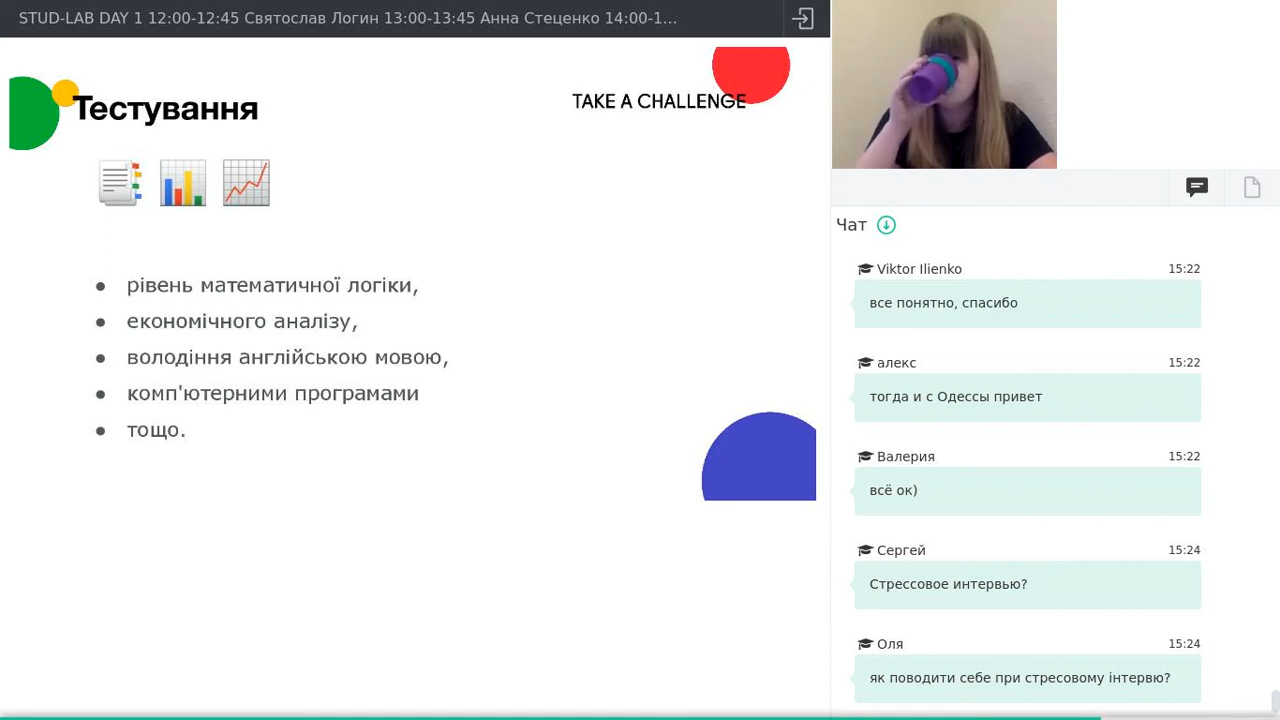 STUD-LAB DAY 1 12:00-12:45 Святослав Логин 13:00-13:45 Анна Стеценко 14:00-1...
Тестування
TAKE A CHALLENGE
● рівень математичної логіки,
● економічного аналізу,
● володіння англійською мовою,
● комп'ютерними програмами
● тощо.
Чат
Viktor Ilienko 15:22
все понятно, спасибо
алекс 15:22
тогда и с Одессы привет
Валерия 15:22
всё ок)
Сергей 15:24
Стрессовое интервью?
Оля 15:24
як поводити себе при стресовому інтервю?